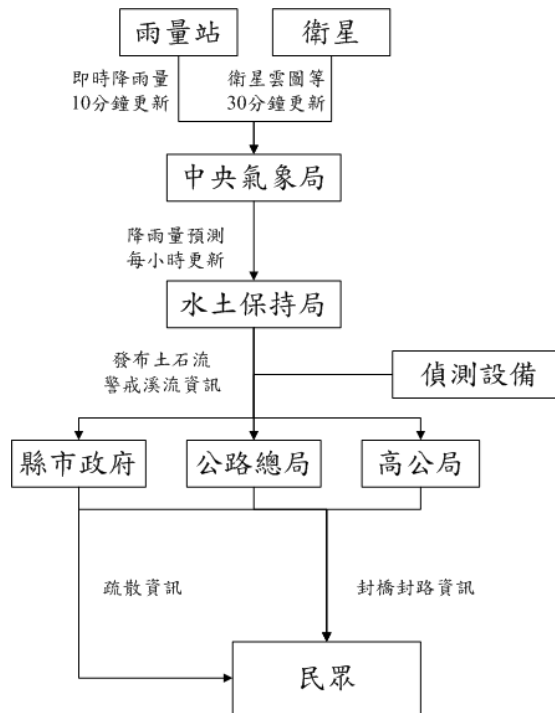 雨量站
衛星
即時降雨量
10分鐘更新
衛星雲圖等
30分鐘更新
中央氣象局
降雨量預測
每小時更新
水土保持局
發布土石流
警戒溪流資訊
偵測設備
縣市政府
公路總局
高公局
疏散資訊
封橋封路資訊
民眾